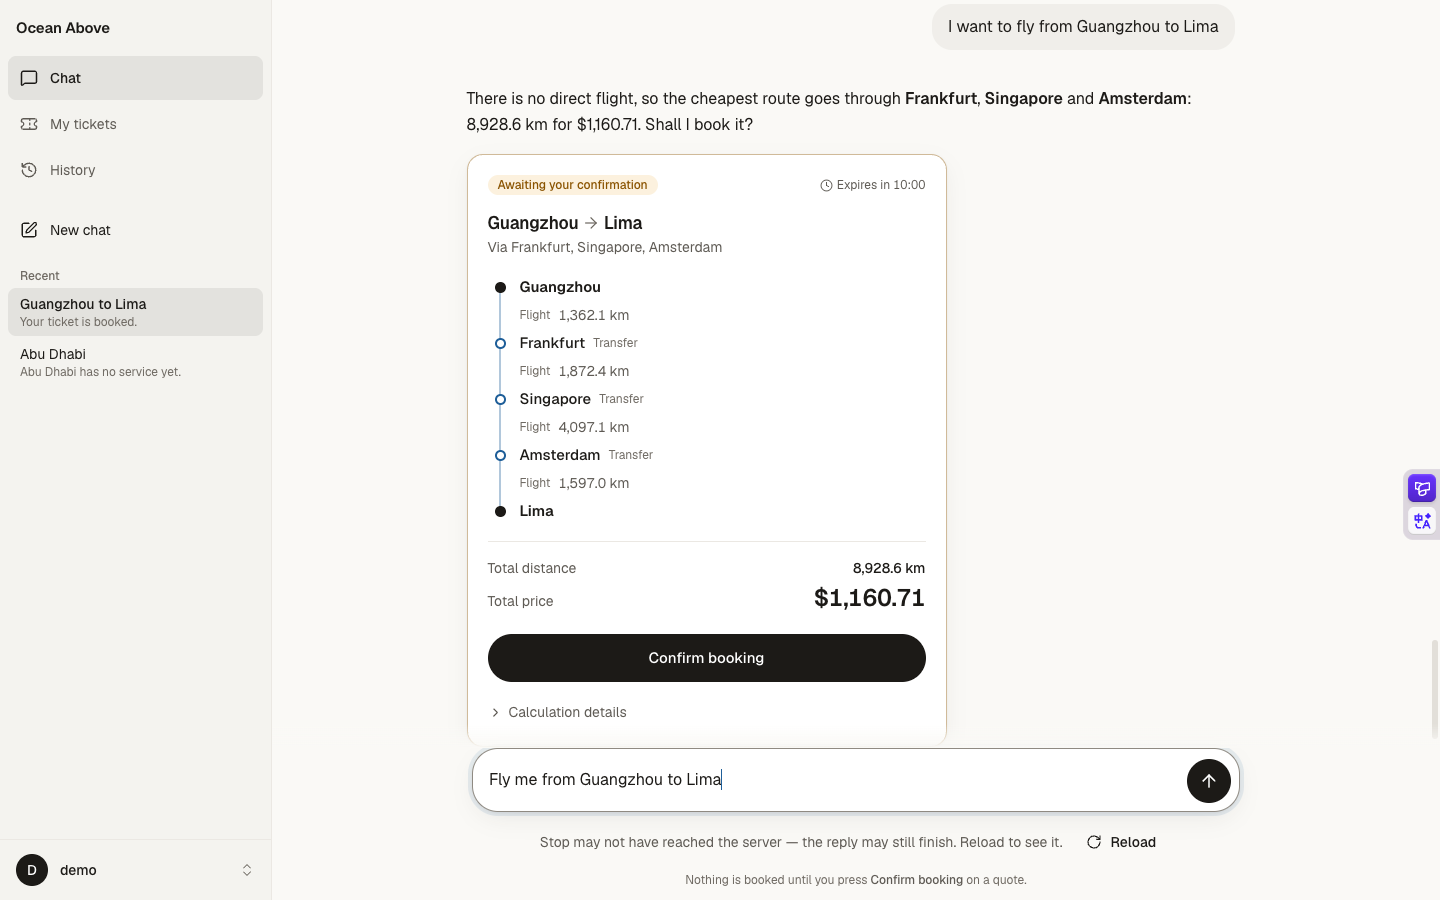 Ocean Above
Chat
My tickets
History
New chat
Recent
Guangzhou to Lima
Your ticket is booked.
Abu Dhabi
Abu Dhabi has no service yet.
D
demo
I want to fly from Guangzhou to Lima
There is no direct flight, so the cheapest route goes through Frankfurt, Singapore and Amsterdam:
8,928.6 km for $1,160.71. Shall I book it?
Awaiting your confirmation
Expires in 10:00
Guangzhou → Lima
Via Frankfurt, Singapore, Amsterdam
Guangzhou
Flight 1,362.1 km
Frankfurt Transfer
Flight 1,872.4 km
Singapore Transfer
Flight 4,097.1 km
Amsterdam Transfer
Flight 1,597.0 km
Lima
Total distance 8,928.6 km
Total price $1,160.71
Confirm booking
Calculation details
Fly me from Guangzhou to Lima
Stop may not have reached the server — the reply may still finish. Reload to see it.
Reload
Nothing is booked until you press Confirm booking on a quote.
中A